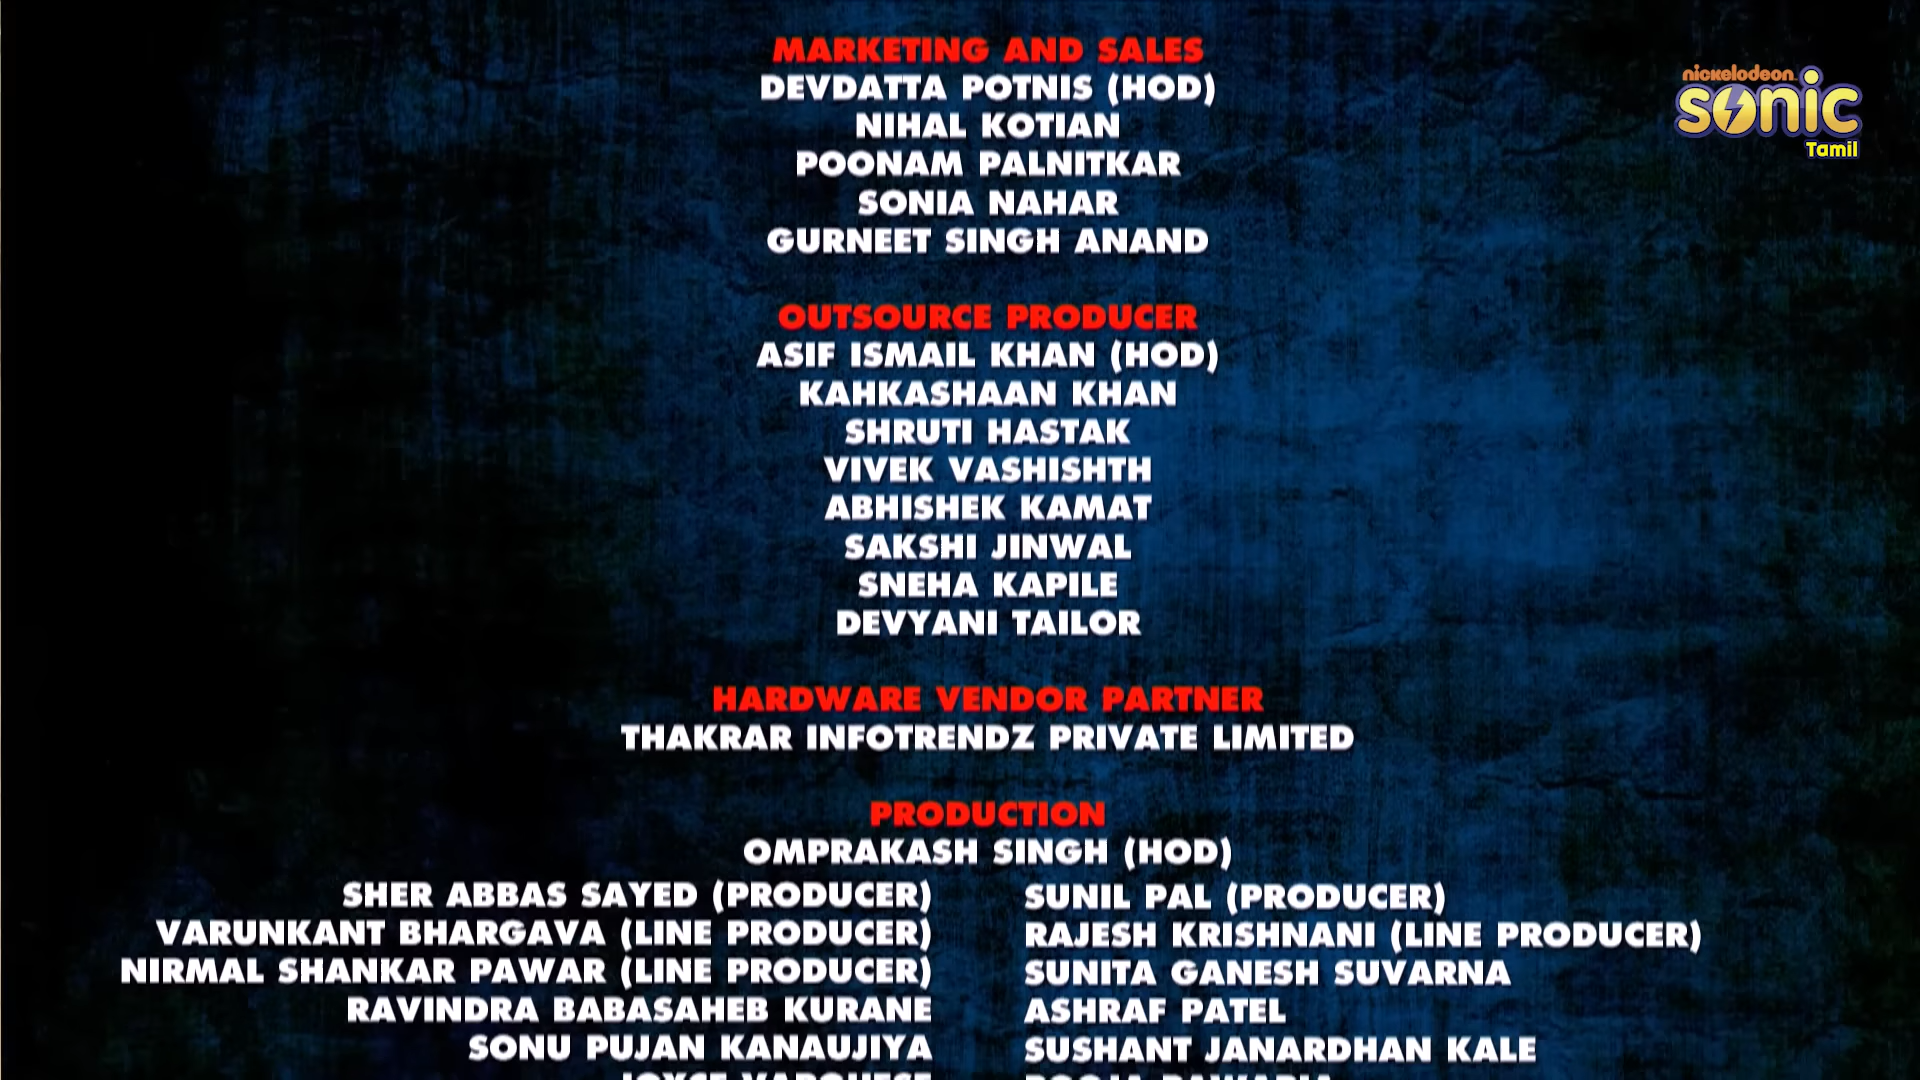 MARKETING AND SALES
DEVDATTA POTNIS (HOD)
NIHAL KOTIAN
POONAM PALNITKAR
SONIA NAHAR
GURNEET SINGH ANAND
nickelodeon
sonic
Tamil
OUTSOURCE PRODUCER
ASIF ISMAIL KHAN (HOD)
KAHKASHAAN KHAN
SHRUTI HASTAK
VIVEK VASHISHTH
ABHISHEK KAMAT
SAKSHI JINWAL
SNEHA KAPILE
DEVYANI TAILOR
HARDWARE VENDOR PARTNER
THAKRAR INFOTRENDZ PRIVATE LIMITED
PRODUCTION
OMPRAKASH SINGH (HOD)
SHER ABBAS SAYED (PRODUCER)
VARUNKANT BHARGAVA (LINE PRODUCER)
NIRMAL SHANKAR PAWAR (LINE PRODUCER)
RAVINDRA BABASAHEB KURANE
SONU PUJAN KANAUJIYA
SUNIL PAL (PRODUCER)
RAJESH KRISHNANI (LINE PRODUCER)
SUNITA GANESH SUVARNA
ASHRAF PATEL
SUSHANT JANARDHAN KALE